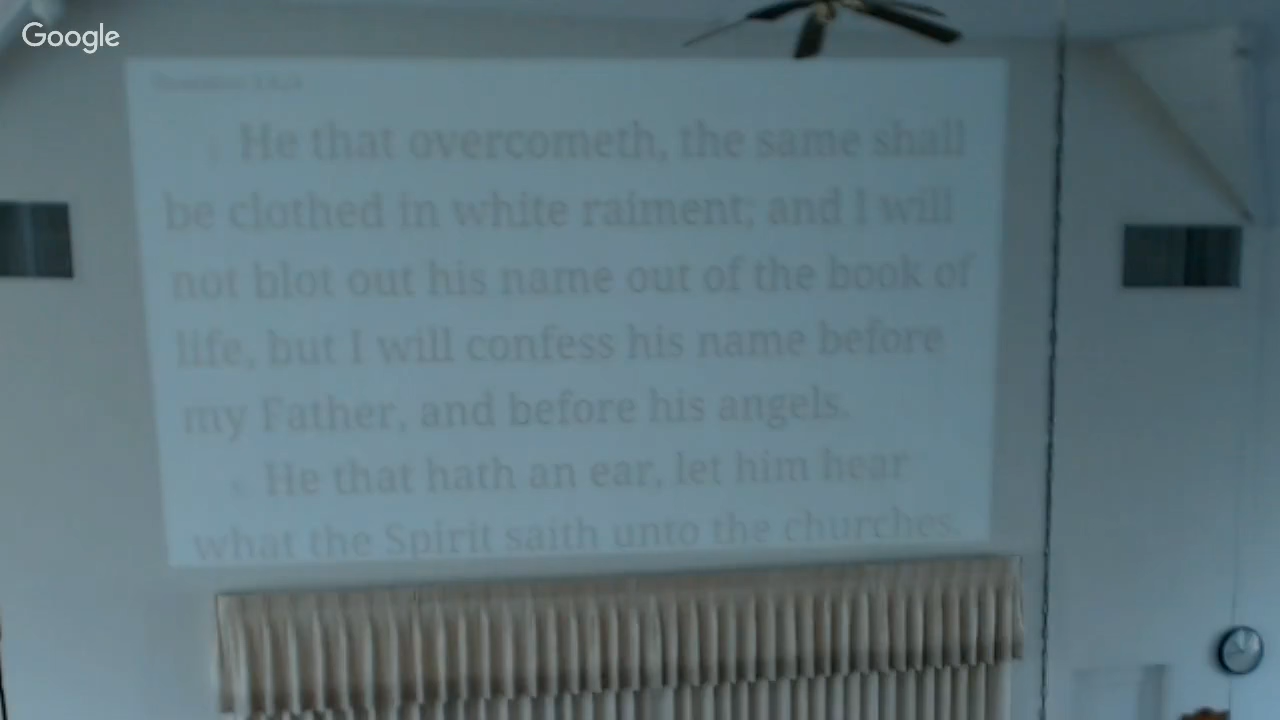 Google
He that overcometh, the same shall
be clothed in white raiment; and I will
not blot out his name out of the book of
life, but I will confess his name before
my Father, and before his angels.
He that hath an ear, let him hear
what the Spirit saith unto the churches.